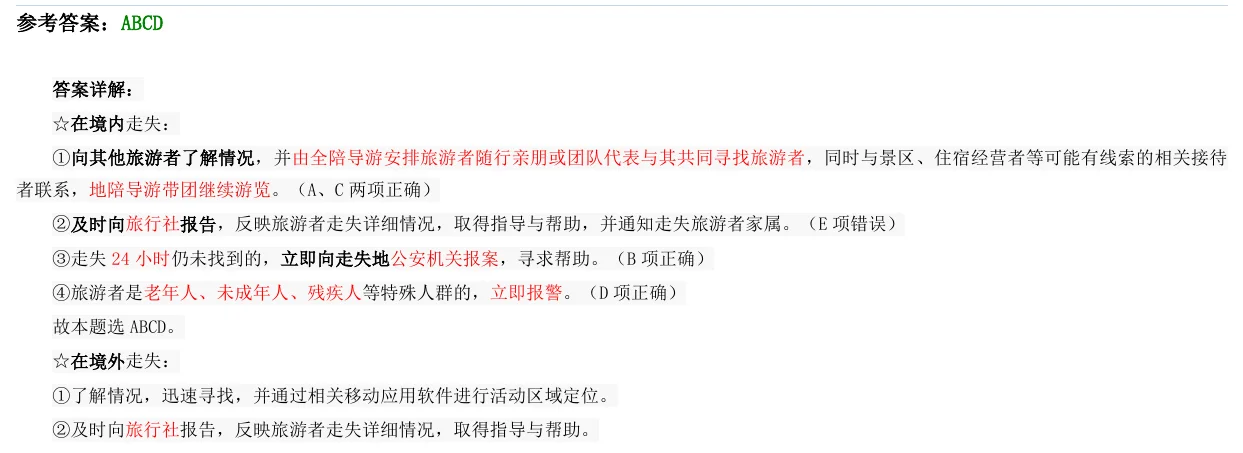 参考答案：ABCD
答案详解：
☆在境内走失：
①向其他旅游者了解情况，并由全陪导游安排旅游者随行亲朋或团队代表与其共同寻找旅游者，同时与景区、住宿经营者等可能有线索的相关接待
者联系，地陪导游带团继续游览。（A、C 两项正确）
②及时向旅行社报告，反映旅游者走失详细情况，取得指导与帮助，并通知走失旅游者家属。（E 项错误）
③走失 24 小时仍未找到的，立即向走失地公安机关报案，寻求帮助。（B 项正确）
④旅游者是老年人、未成年人、残疾人等特殊人群的，立即报警。（D 项正确）
故本题选 ABCD。
☆在境外走失：
①了解情况，迅速寻找，并通过相关移动应用软件进行活动区域定位。
②及时向旅行社报告，反映旅游者走失详细情况，取得指导与帮助。